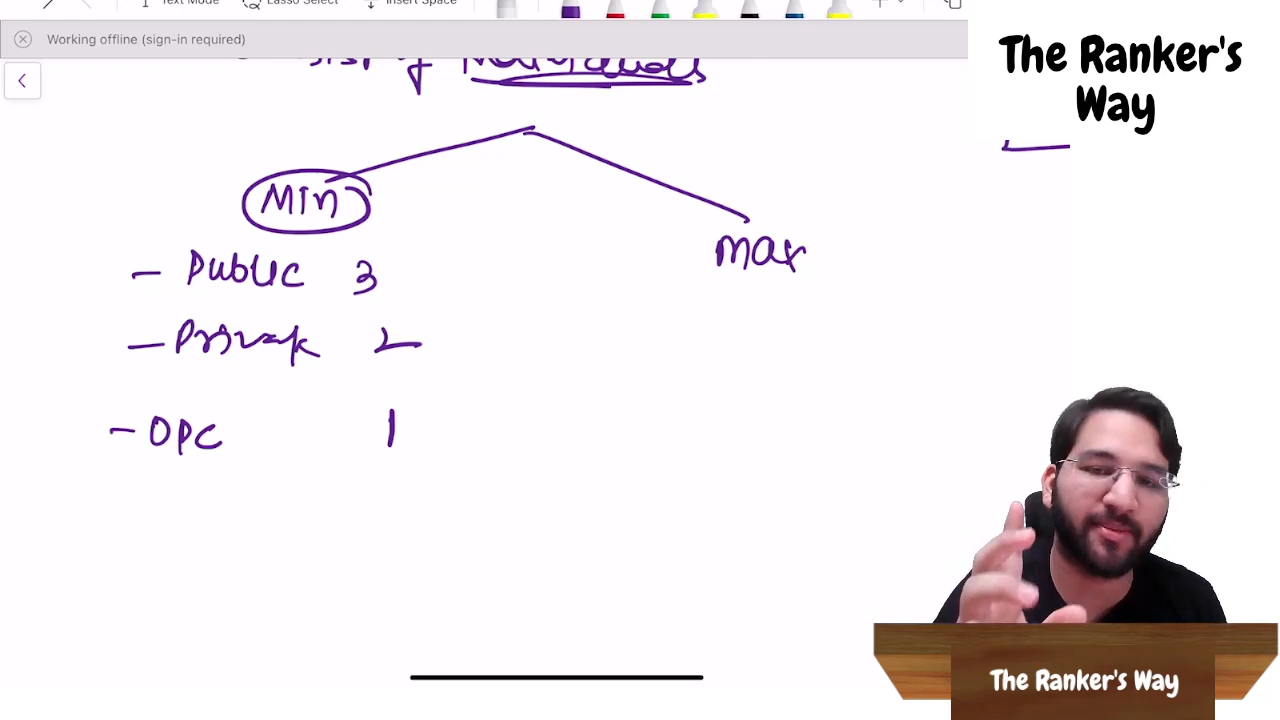 Text Mode
Lasso Select
Insert Space
Working offline (sign-in required)
The Ranker's
Way
of
Min
max
- Public 3
- Private 2
- OPC 1
The Ranker's Way